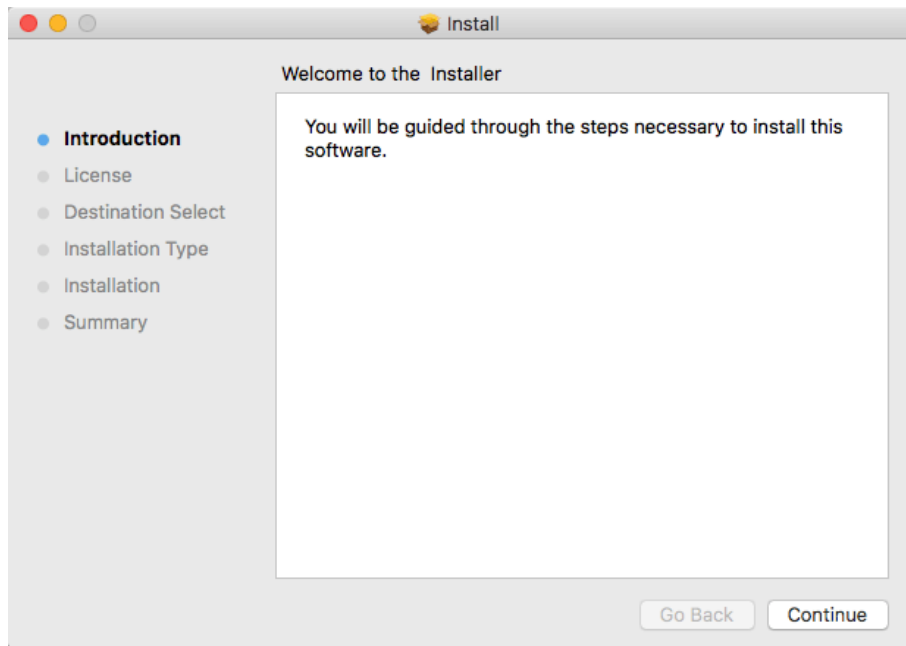 Install
Welcome to the  Installer
Introduction
License
Destination Select
Installation Type
Installation
Summary
You will be guided through the steps necessary to install this
software.
Go Back
Continue